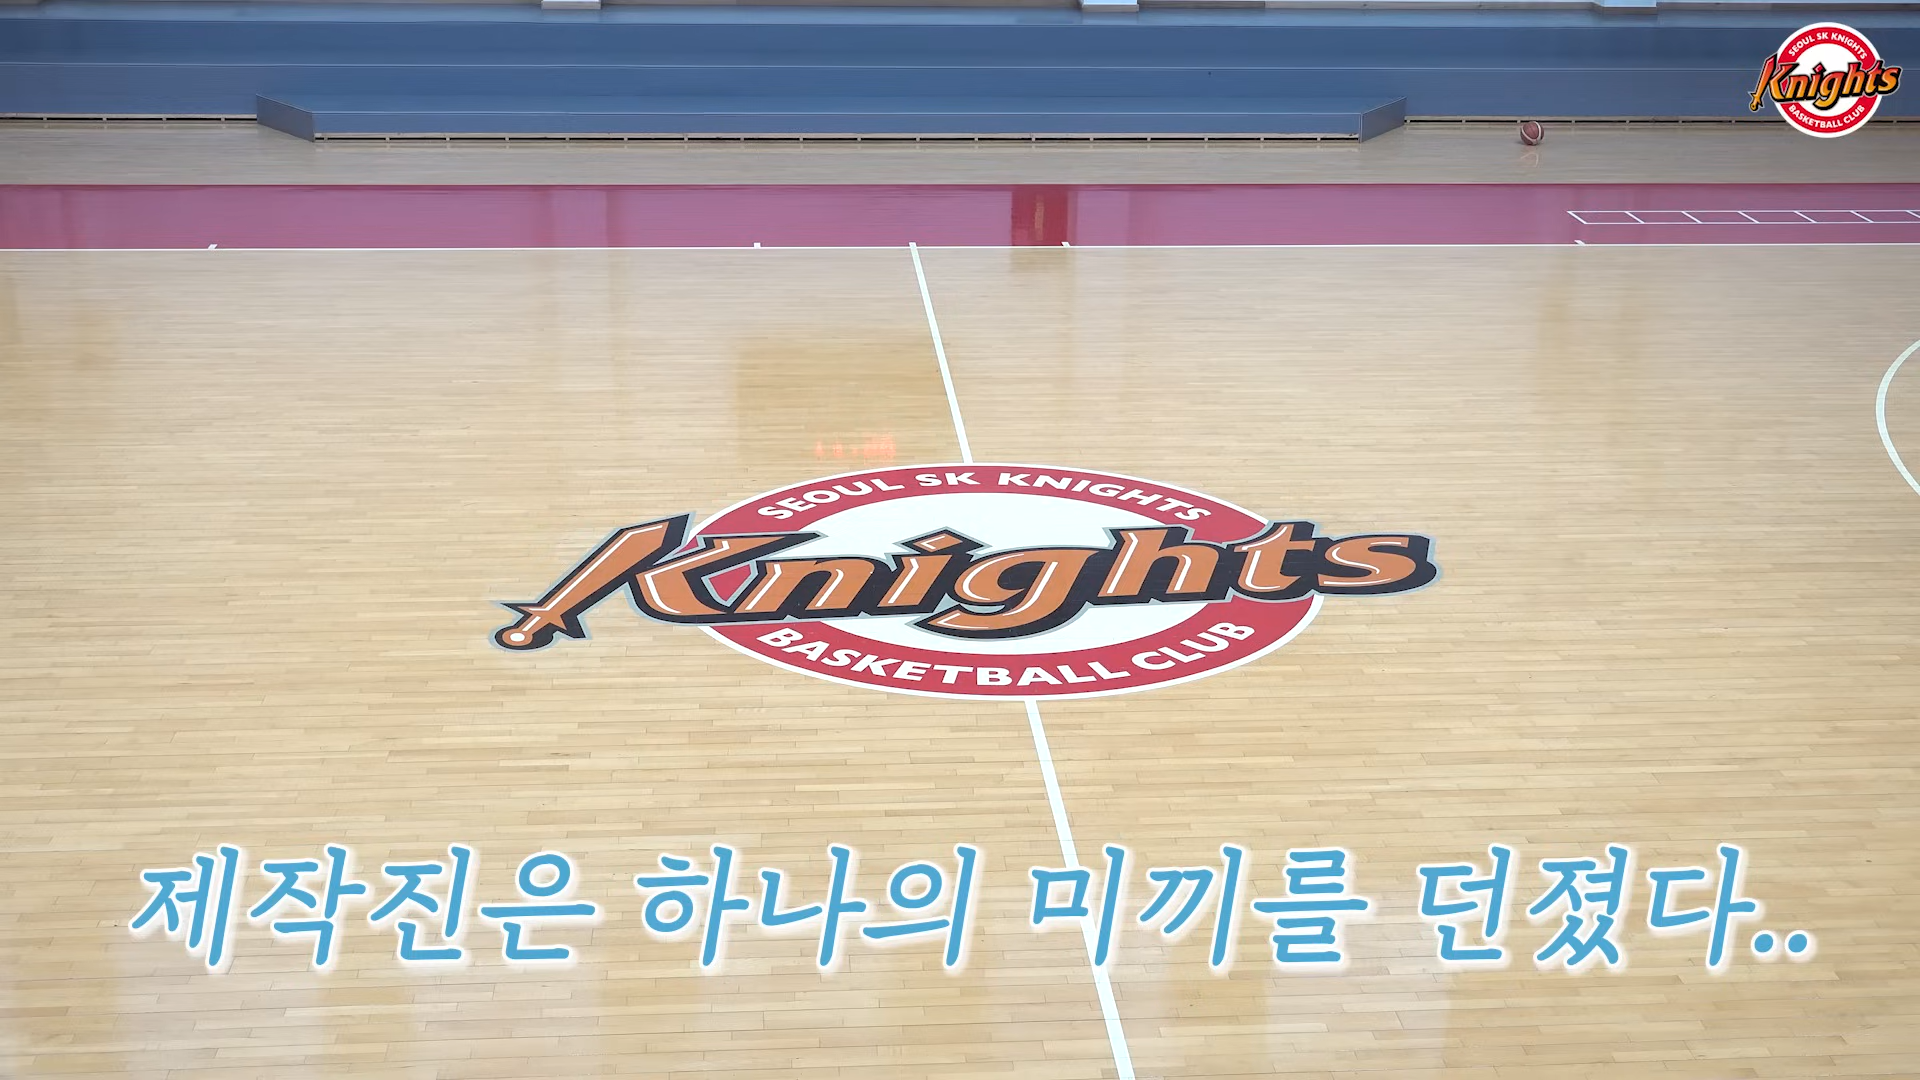 SEOUL SK KNIGHTS
Knights
BASKETBALL CLUB
SEOUL SK KNIGHTS
Knights
BASKETBALL CLUB
제작진은 하나의 미끼를 던졌다..